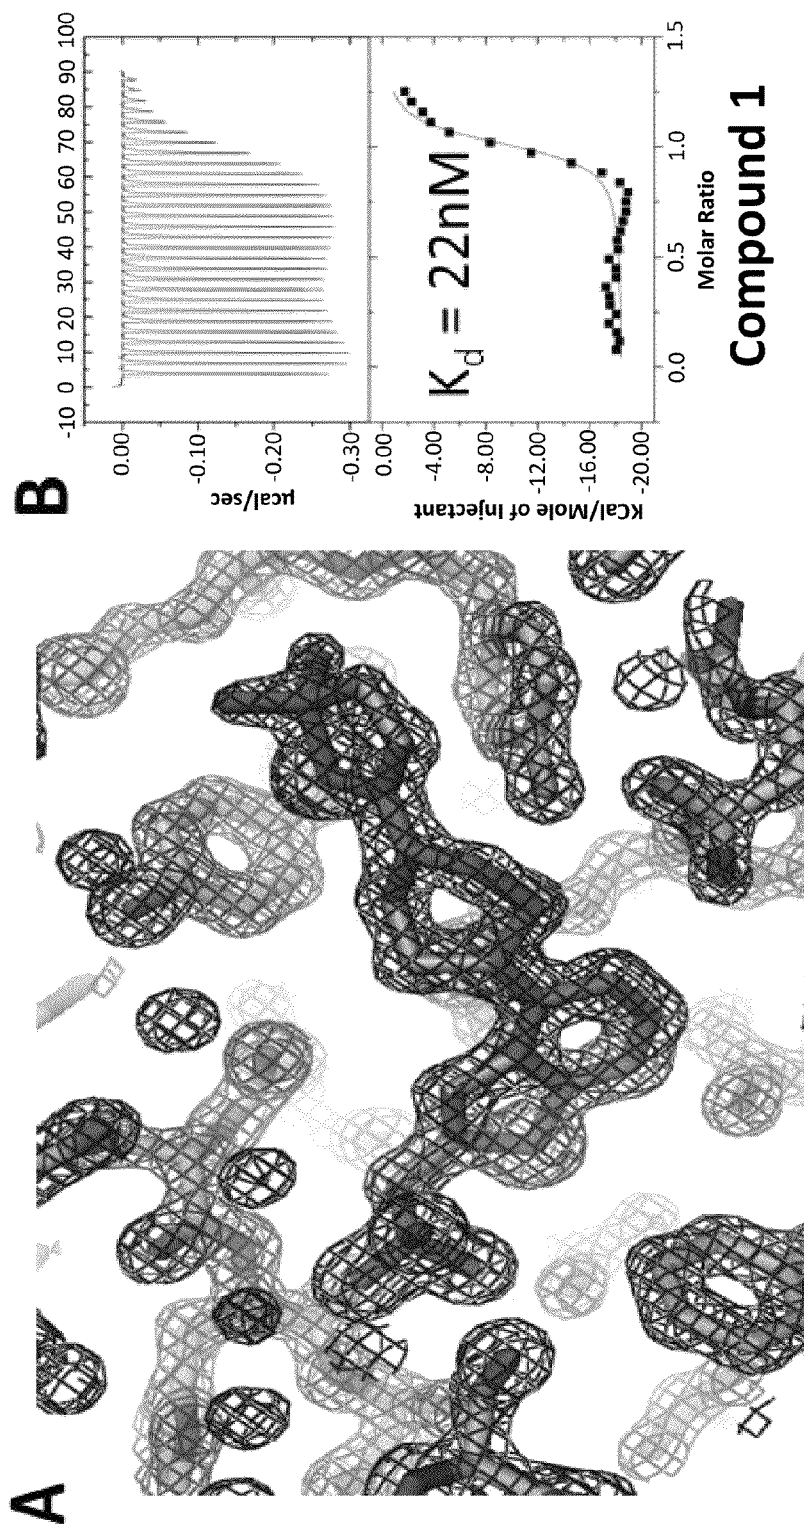 A
B
-10 0 10 20 30 40 50 60 70 80 90 100
0.00
-0.10
-0.20
-0.30
µcal/sec
0.00
-4.00
-8.00
-12.00
-16.00
-20.00
KCal/Mole of Injectant
Kd = 22nM
0.0 0.5 1.0 1.5
Molar Ratio
Compound 1